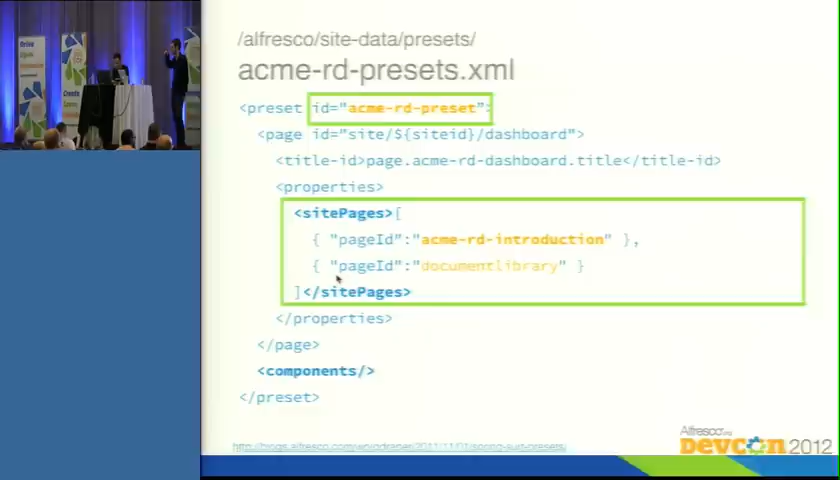 /alfresco/site-data/presets/
acme-rd-presets.xml
<preset id="acme-rd-preset">
<page id="site/${siteid}/dashboard">
<title-id>page.acme-rd-dashboard.title</title-id>
<properties>
<sitePages>[
{ "pageId":"acme-rd-introduction" },
{ "pageId":"documentlibrary" }
]</sitePages>
</properties>
</page>
<components/>
</preset>
Alfresco
DEVCON 2012